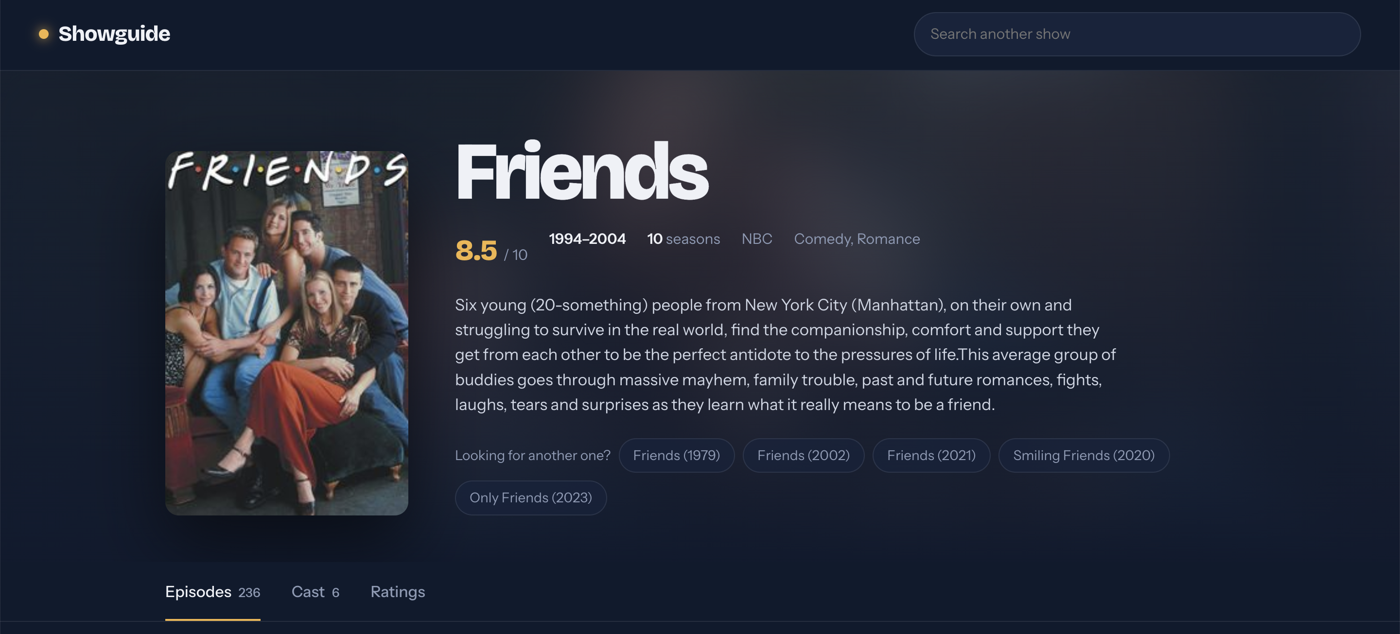 Showguide
Search another show
F·R·I·E·N·D·S
Friends
8.5 / 10
1994–2004 10 seasons NBC Comedy, Romance
Six young (20-something) people from New York City (Manhattan), on their own and
struggling to survive in the real world, find the companionship, comfort and support they
get from each other to be the perfect antidote to the pressures of life.This average group of
buddies goes through massive mayhem, family trouble, past and future romances, fights,
laughs, tears and surprises as they learn what it really means to be a friend.
Looking for another one? Friends (1979) Friends (2002) Friends (2021) Smiling Friends (2020)
Only Friends (2023)
Episodes 236 Cast 6 Ratings